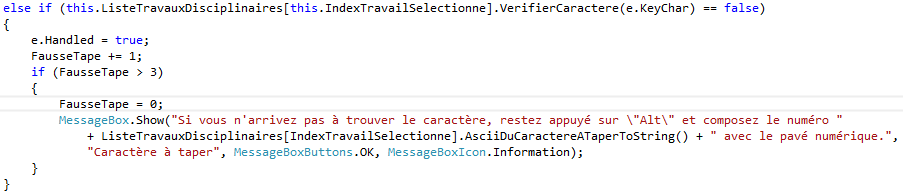 else if (this.ListeTravauxDisciplinaires[this.IndexTravailSelectionne].VerifierCaractere(e.KeyChar) == false)
{
e.Handled = true;
FausseTape += 1;
if (FausseTape > 3)
{
FausseTape = 0;
MessageBox.Show("Si vous n'arrivez pas à trouver le caractère, restez appuyé sur \"Alt\" et composez le numéro "
+ ListeTravauxDisciplinaires[IndexTravailSelectionne].AsciiDuCaractereATaperToString() + " avec le pavé numérique.",
"Caractère à taper", MessageBoxButtons.OK, MessageBoxIcon.Information);
}
}